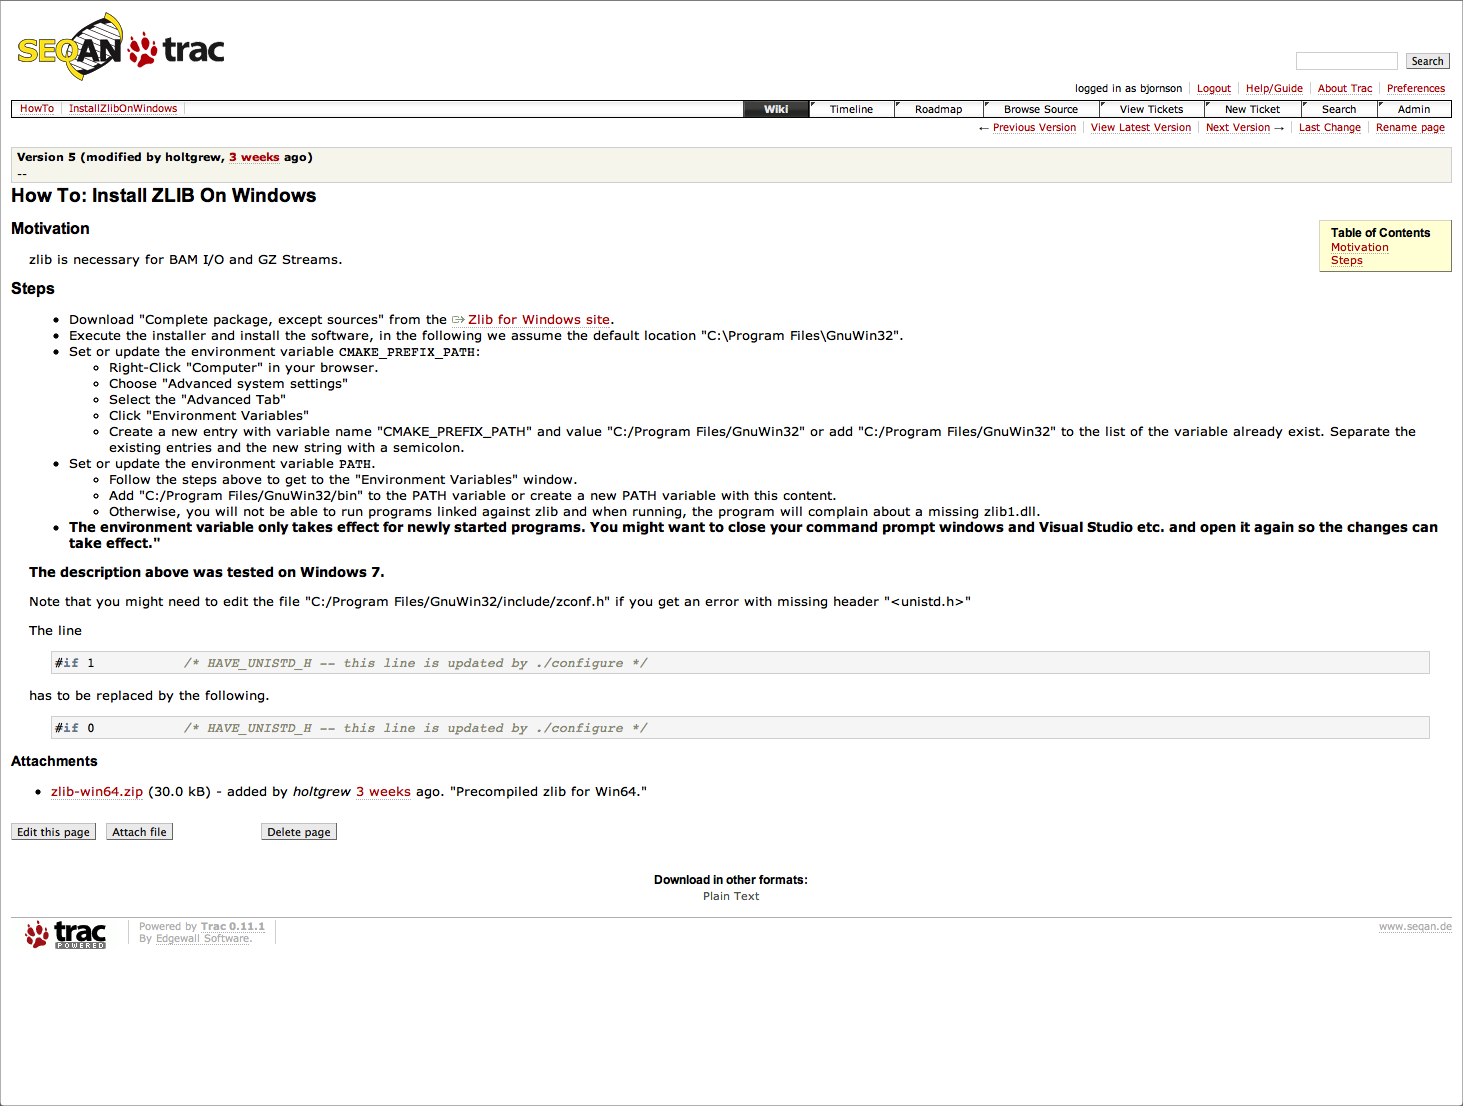 SEQAN trac
Search
logged in as bjornson Logout Help/Guide About Trac Preferences
HowTo InstallZlibOnWindows Wiki Timeline Roadmap Browse Source View Tickets New Ticket Search Admin
← Previous Version View Latest Version Next Version → Last Change Rename page
Version 5 (modified by holtgrew, 3 weeks ago)
--
How To: Install ZLIB On Windows
Table of Contents
Motivation
Steps
Motivation
zlib is necessary for BAM I/O and GZ Streams.
Steps
• Download "Complete package, except sources" from the Zlib for Windows site.
• Execute the installer and install the software, in the following we assume the default location "C:\Program Files\GnuWin32".
• Set or update the environment variable CMAKE_PREFIX_PATH:
◦ Right-Click "Computer" in your browser.
◦ Choose "Advanced system settings"
◦ Select the "Advanced Tab"
◦ Click "Environment Variables"
◦ Create a new entry with variable name "CMAKE_PREFIX_PATH" and value "C:/Program Files/GnuWin32" or add "C:/Program Files/GnuWin32" to the list of the variable already exist. Separate the
existing entries and the new string with a semicolon.
• Set or update the environment variable PATH.
◦ Follow the steps above to get to the "Environment Variables" window.
◦ Add "C:/Program Files/GnuWin32/bin" to the PATH variable or create a new PATH variable with this content.
◦ Otherwise, you will not be able to run programs linked against zlib and when running, the program will complain about a missing zlib1.dll.
• The environment variable only takes effect for newly started programs. You might want to close your command prompt windows and Visual Studio etc. and open it again so the changes can
take effect."
The description above was tested on Windows 7.
Note that you might need to edit the file "C:/Program Files/GnuWin32/include/zconf.h" if you get an error with missing header "<unistd.h>"
The line
#if 1 /* HAVE_UNISTD_H -- this line is updated by ./configure */
has to be replaced by the following.
#if 0 /* HAVE_UNISTD_H -- this line is updated by ./configure */
Attachments
• zlib-win64.zip (30.0 kB) - added by holtgrew 3 weeks ago. "Precompiled zlib for Win64."
Edit this page Attach file Delete page
Download in other formats:
Plain Text
trac POWERED
Powered by Trac 0.11.1
By Edgewall Software.
www.seqan.de